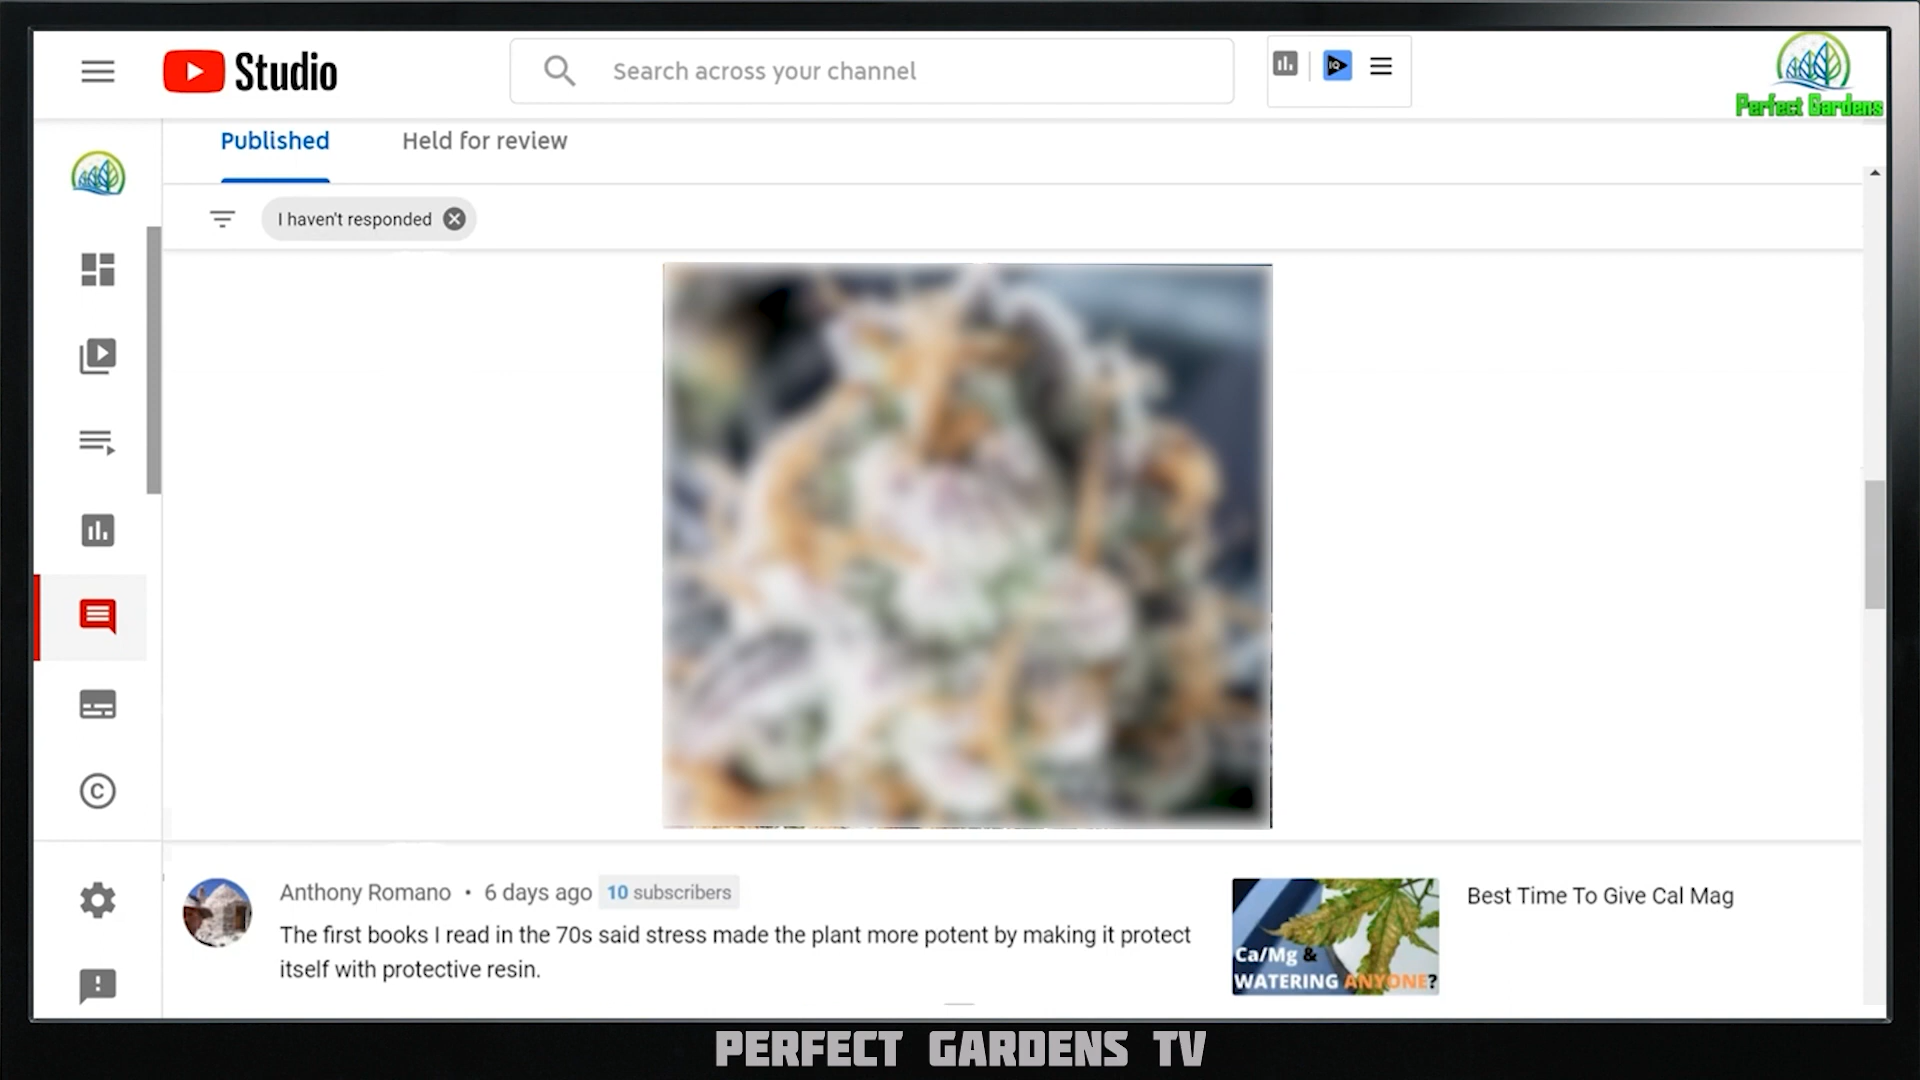 Studio
Search across your channel
IQ
Perfect Gardens
Published
Held for review
I haven't responded
Anthony Romano • 6 days ago 10 subscribers
The first books I read in the 70s said stress made the plant more potent by making it protect
itself with protective resin.
Ca/Mg &
WATERING ANYONE?
Best Time To Give Cal Mag
PERFECT GARDENS TV